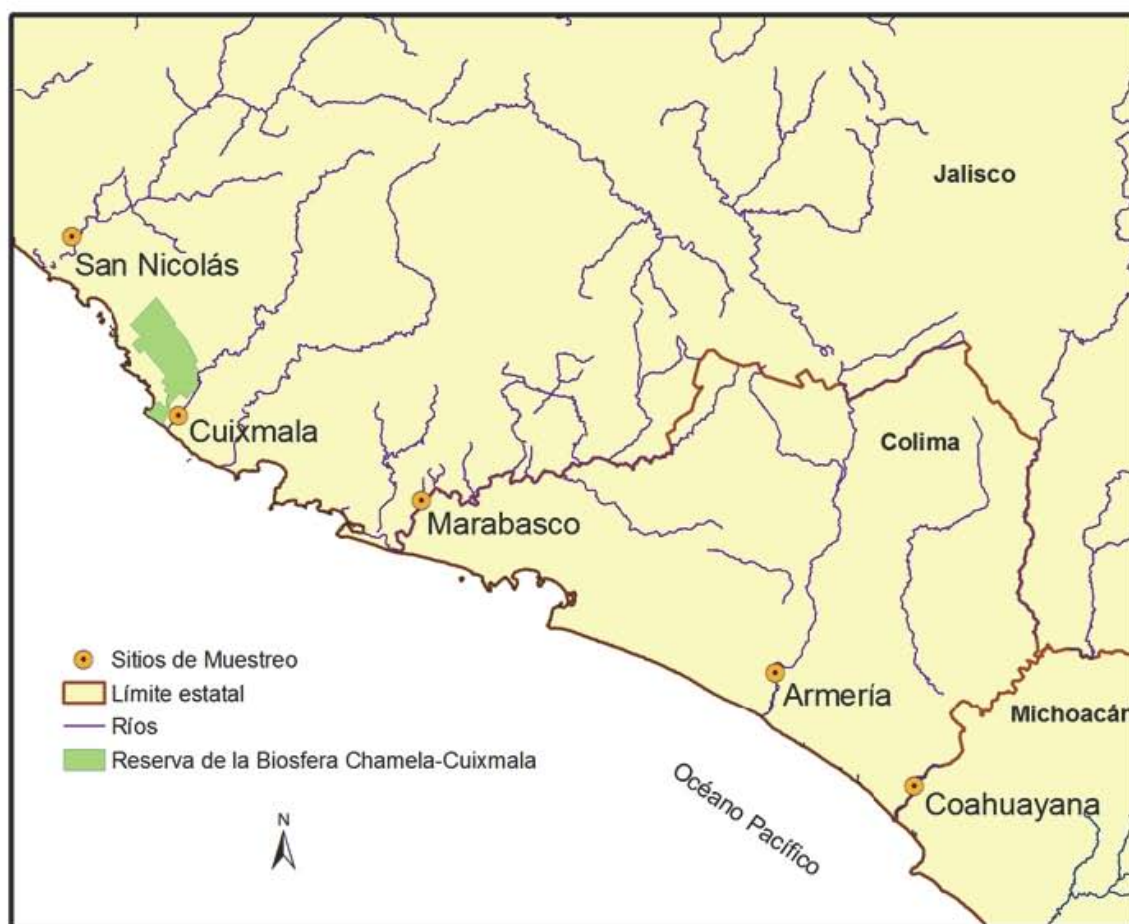 Jalisco
San Nicolás
Cuixmala
Colima
Marabasco
Sitios de Muestreo
Límite estatal
Ríos
Reserva de la Biosfera Chamela-Cuixmala
Armería
Michoacán
Coahuayana
Océano Pacífico
N